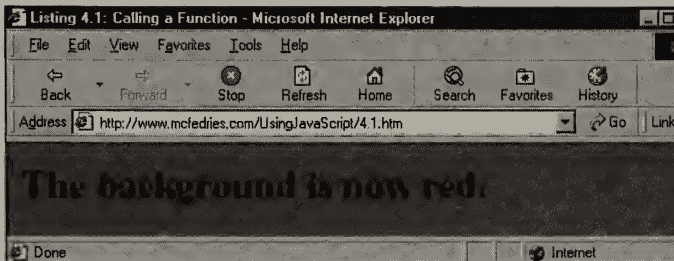 Listing 4.1: Calling a Function - Microsoft Internet Explorer
File Edit View Favorites Tools Help
Back Forward Stop Refresh Home Search Favorites History
Address http://www.mcfedries.com/UsingJavaScript/4.1.htm Go Link
The background is now red.
Done Internet